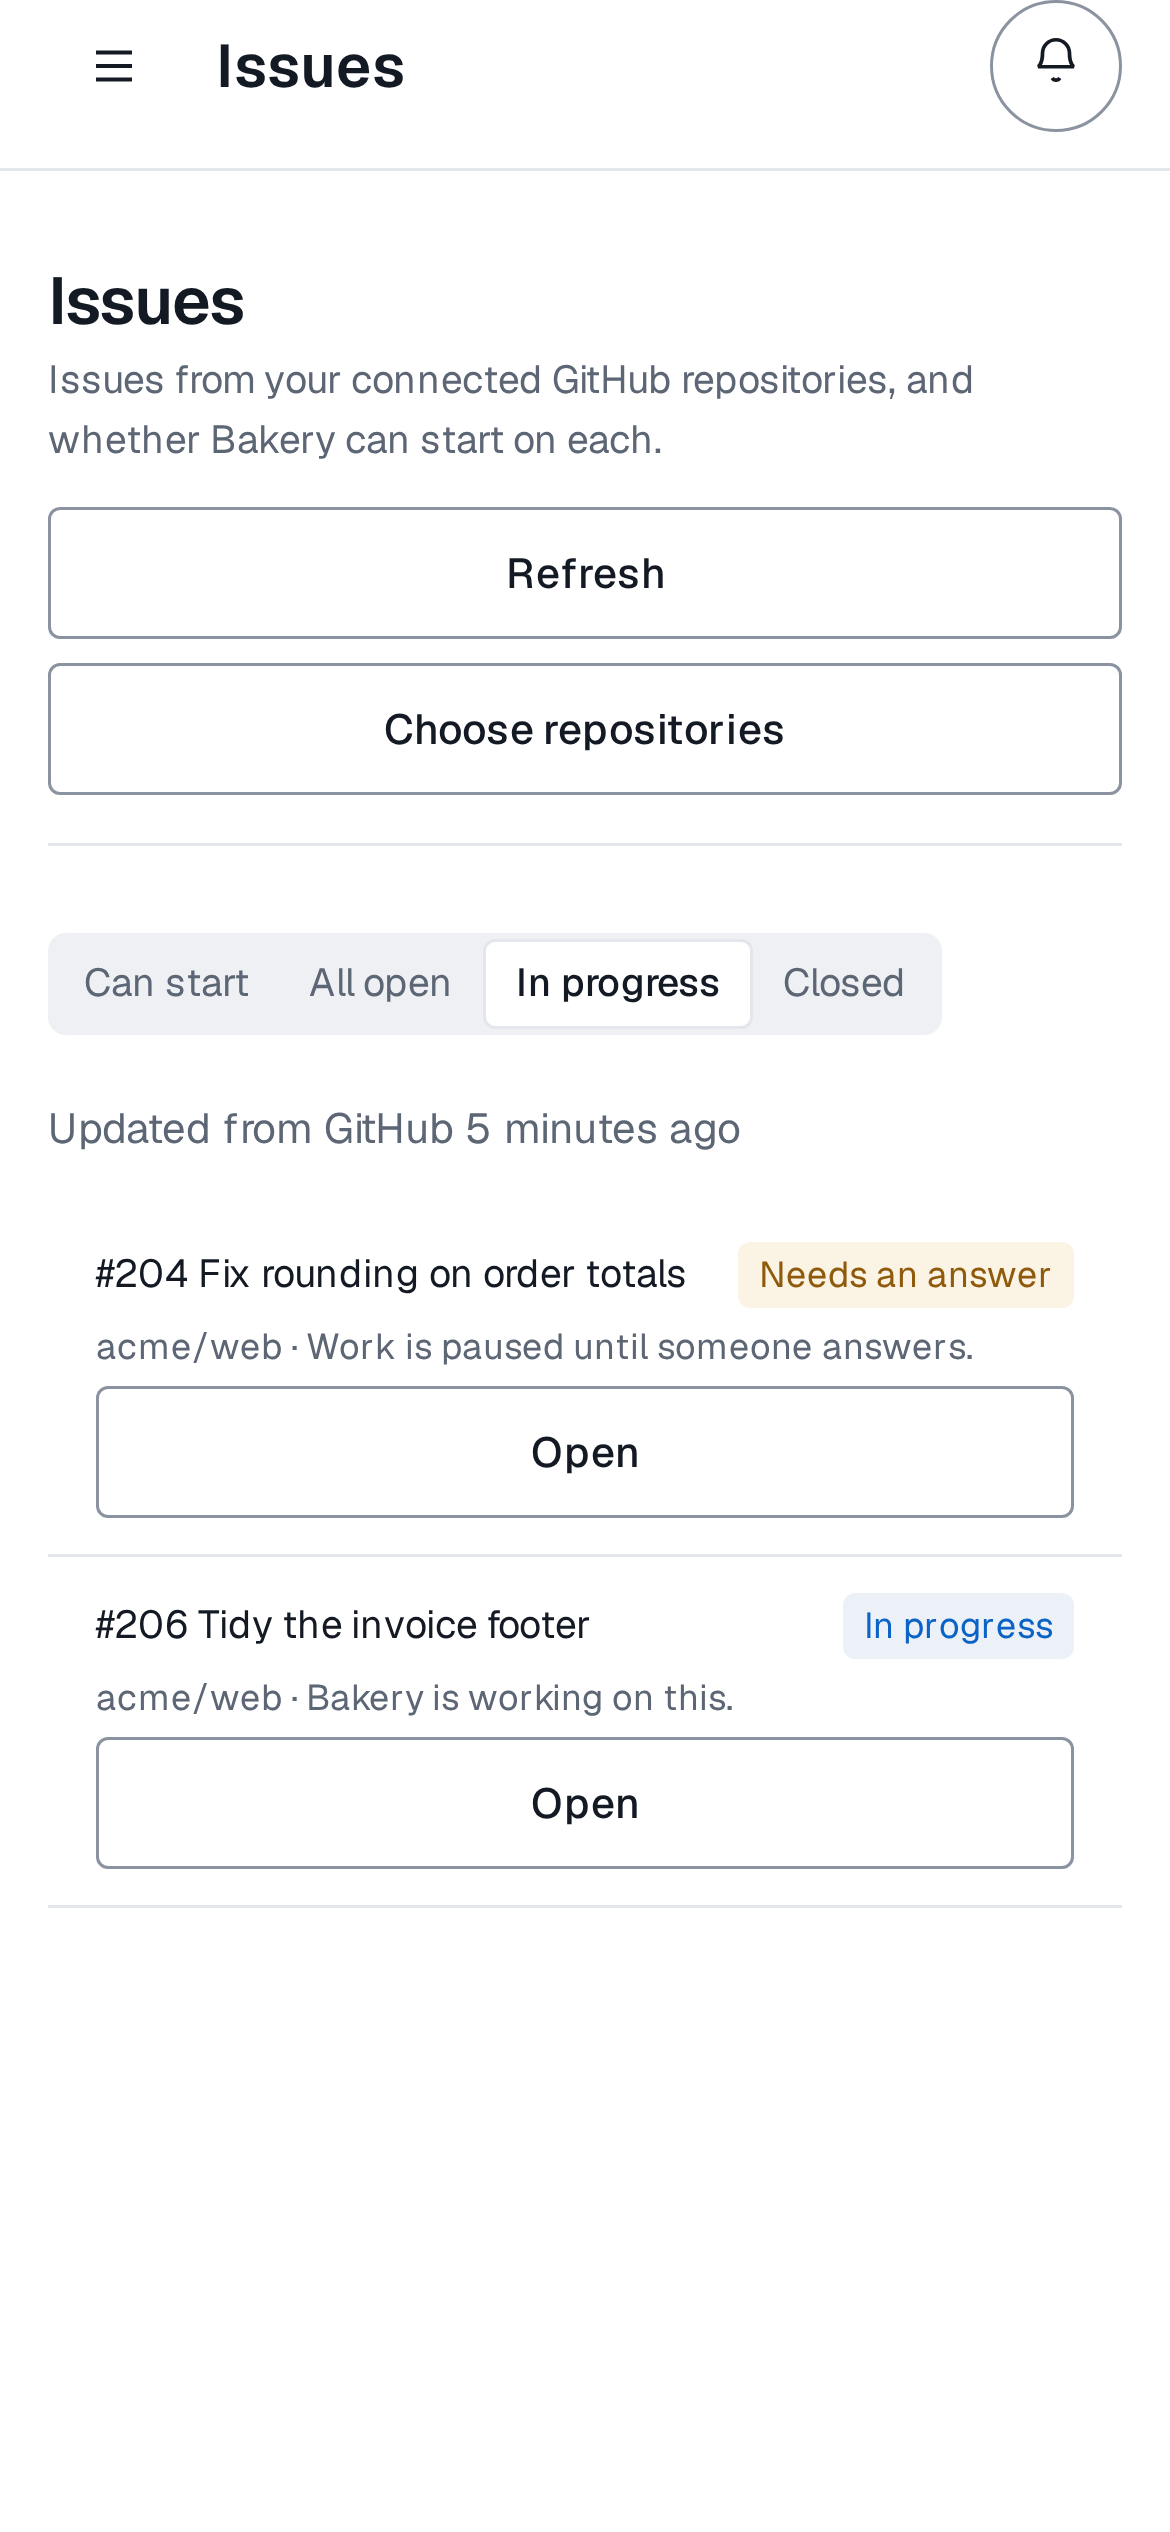 Issues
Issues
Issues from your connected GitHub repositories, and
whether Bakery can start on each.
Refresh
Choose repositories
Can start All open In progress Closed
Updated from GitHub 5 minutes ago
#204 Fix rounding on order totals Needs an answer
acme/web · Work is paused until someone answers.
Open
#206 Tidy the invoice footer In progress
acme/web · Bakery is working on this.
Open